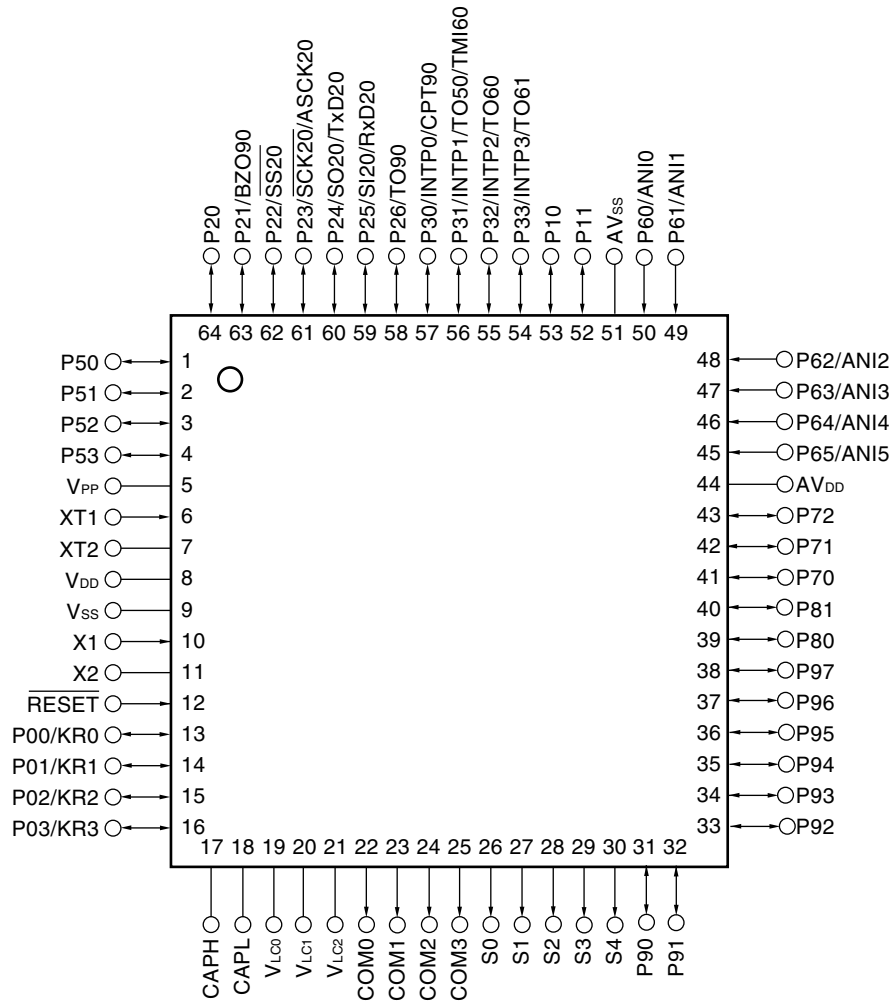 P20
P21/BZO90
P22/SS20
P23/SCK20/ASCK20
P24/SO20/TxD20
P25/SI20/RxD20
P26/TO90
P30/INTP0/CPT90
P31/INTP1/TO50/TMI60
P32/INTP2/TO60
P33/INTP3/TO61
P10
P11
AVSS
P60/ANI0
P61/ANI1
64 63 62 61 60 59 58 57 56 55 54 53 52 51 50 49
P50 1
P51 2
P52 3
P53 4
VPP 5
XT1 6
XT2 7
VDD 8
VSS 9
X1 10
X2 11
RESET 12
P00/KR0 13
P01/KR1 14
P02/KR2 15
P03/KR3 16
48 P62/ANI2
47 P63/ANI3
46 P64/ANI4
45 P65/ANI5
44 AVDD
43 P72
42 P71
41 P70
40 P81
39 P80
38 P97
37 P96
36 P95
35 P94
34 P93
33 P92
17 18 19 20 21 22 23 24 25 26 27 28 29 30 31 32
CAPH
CAPL
VLC0
VLC1
VLC2
COM0
COM1
COM2
COM3
S0
S1
S2
S3
S4
P90
P91